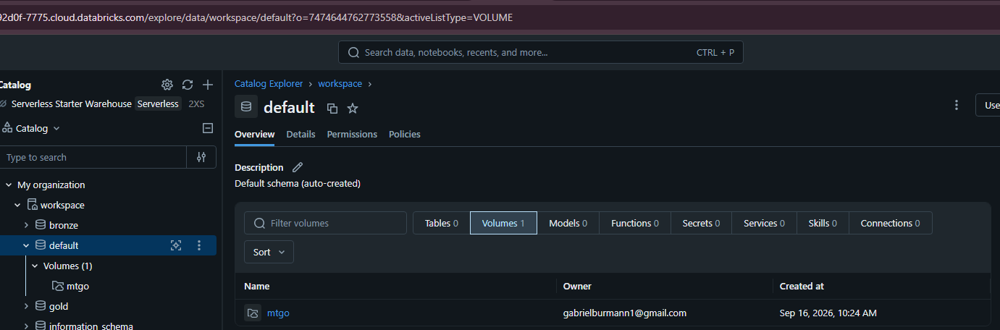 92d0f-7775.cloud.databricks.com/explore/data/workspace/default?o=7474644762773558&activeListType=VOLUME
Search data, notebooks, recents, and more... CTRL + P
Catalog
Serverless Starter Warehouse Serverless 2XS
Catalog
Type to search
My organization
workspace
bronze
default
Volumes (1)
mtgo
gold
information_schema
Catalog Explorer > workspace >
default
Use
Overview Details Permissions Policies
Description
Default schema (auto-created)
Filter volumes Tables 0 Volumes 1 Models 0 Functions 0 Secrets 0 Services 0 Skills 0 Connections 0
Sort
Name Owner Created at
mtgo gabrielburmann1@gmail.com Sep 16, 2026, 10:24 AM